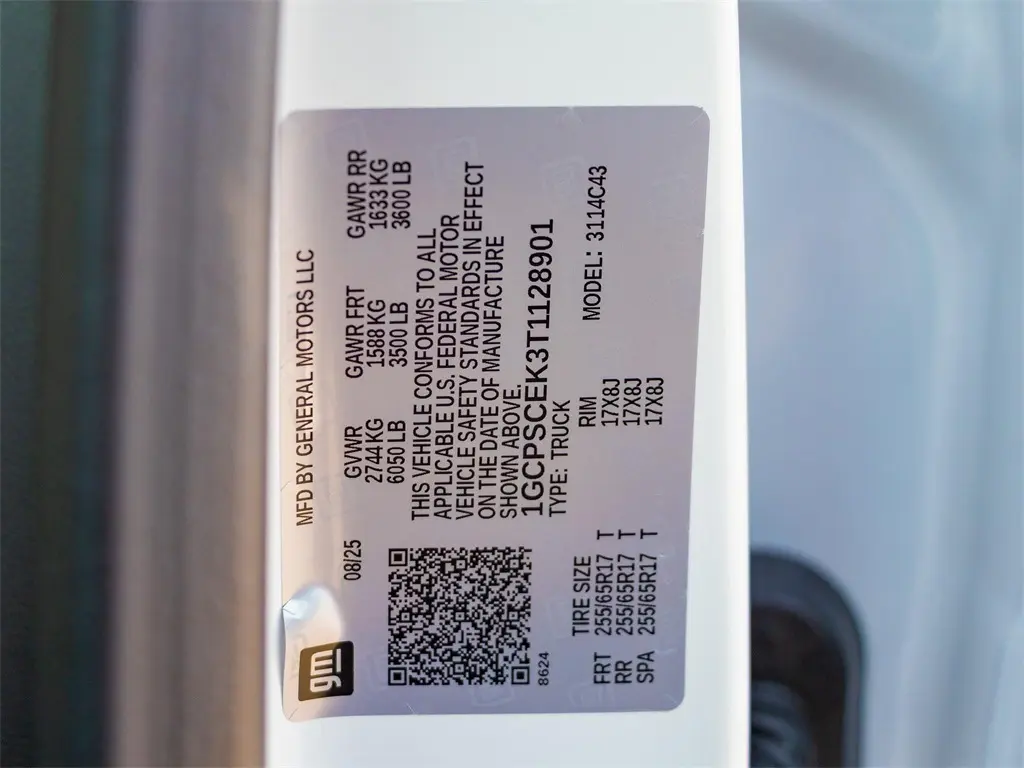 gm
MFD BY GENERAL MOTORS LLC
08/25
GVWR GAWR FRT GAWR RR
2744 KG 1588 KG 1633 KG
6050 LB 3500 LB 3600 LB
THIS VEHICLE CONFORMS TO ALL
APPLICABLE U.S. FEDERAL MOTOR
VEHICLE SAFETY STANDARDS IN EFFECT
ON THE DATE OF MANUFACTURE
SHOWN ABOVE.
1GCPSCEK3T1128901
TYPE: TRUCK
8624
MODEL: 3114C43
TIRE SIZE RIM
FRT 255/65R17 T 17X8J
RR 255/65R17 T 17X8J
SPA 255/65R17 T 17X8J